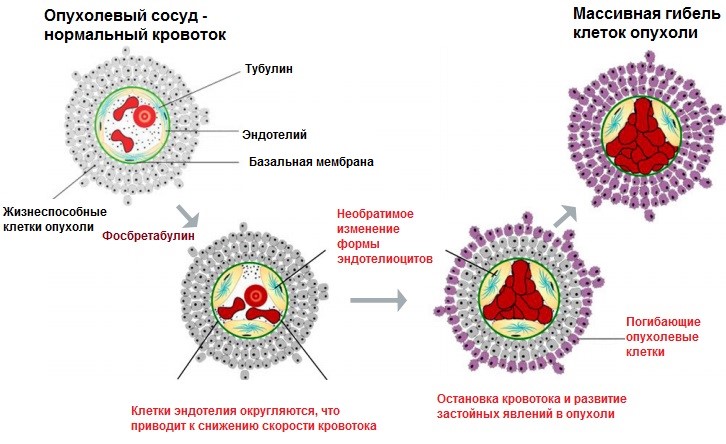 Опухолевый сосуд -
нормальный кровоток
Массивная гибель
клеток опухоли
Тубулин
Эндотелий
Базальная мембрана
Жизнеспособные
клетки опухоли
Фосбретабулин
Необратимое
изменение
формы
эндотелиоцитов
Погибающие
опухолевые
клетки
Клетки эндотелия округляются, что
приводит к снижению скорости кровотока
Остановка кровотока и развитие
застойных явлений в опухоли